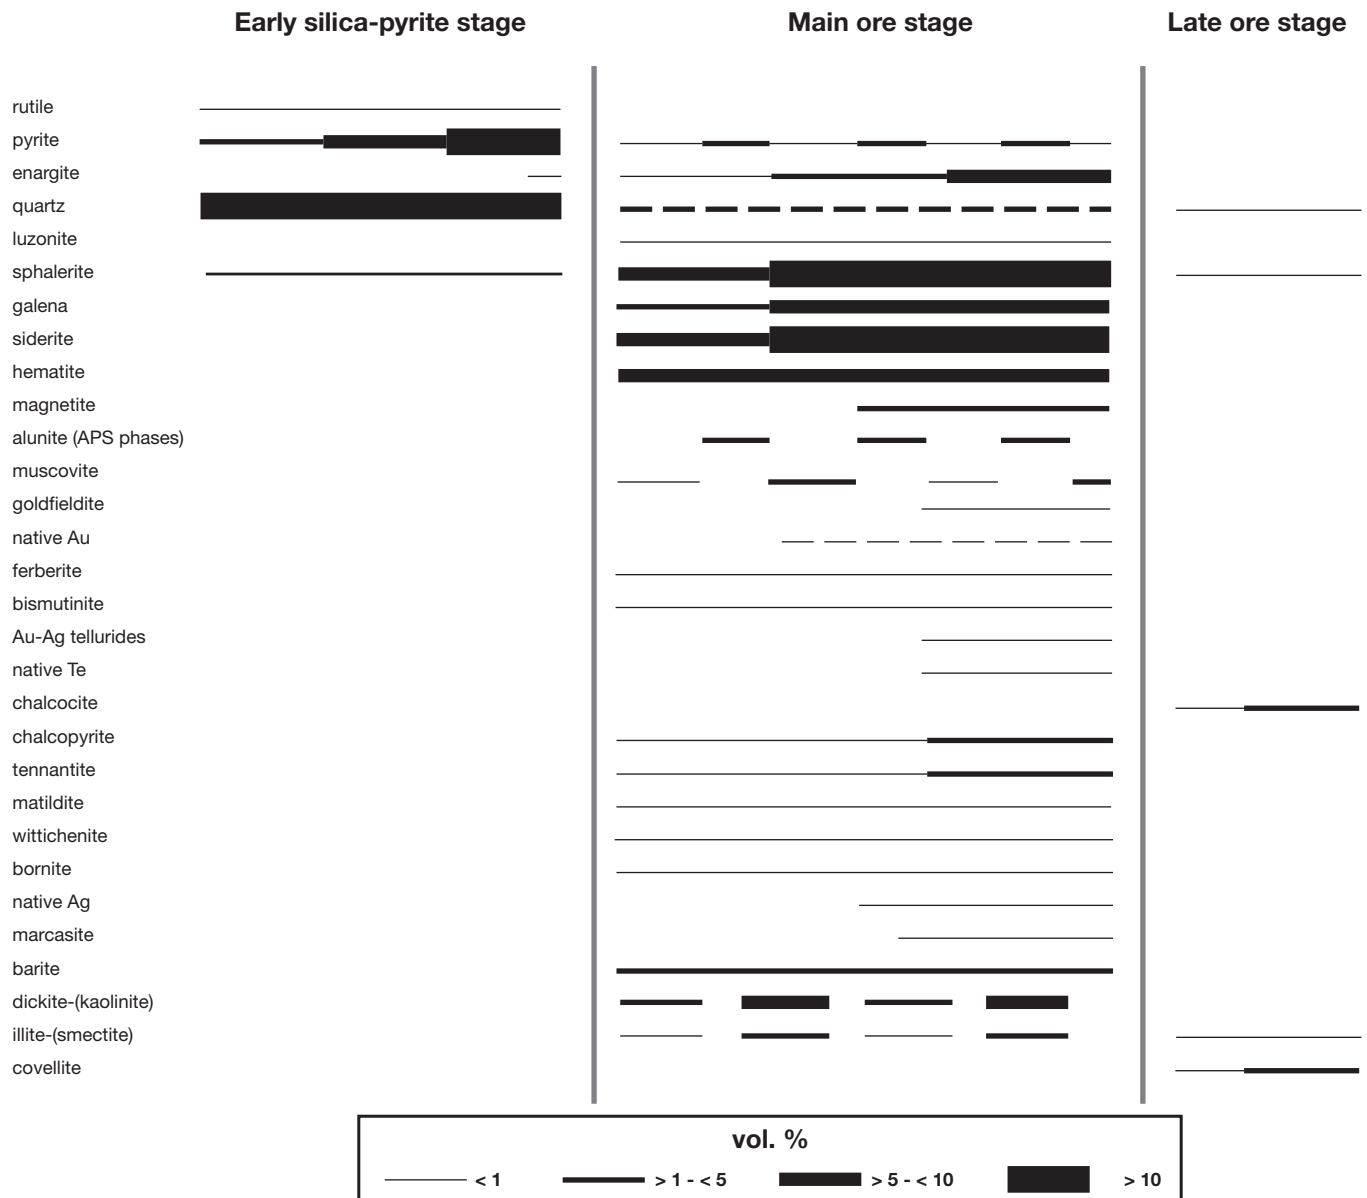 Early silica-pyrite stage Main ore stage Late ore stage
rutile
pyrite
enargite
quartz
luzonite
sphalerite
galena
siderite
hematite
magnetite
alunite (APS phases)
muscovite
goldfieldite
native Au
ferberite
bismutinite
Au-Ag tellurides
native Te
chalcocite
chalcopyrite
tennantite
matildite
wittichenite
bornite
native Ag
marcasite
barite
dickite-(kaolinite)
illite-(smectite)
covellite
vol. %
< 1 > 1 - < 5 > 5 - < 10 > 10